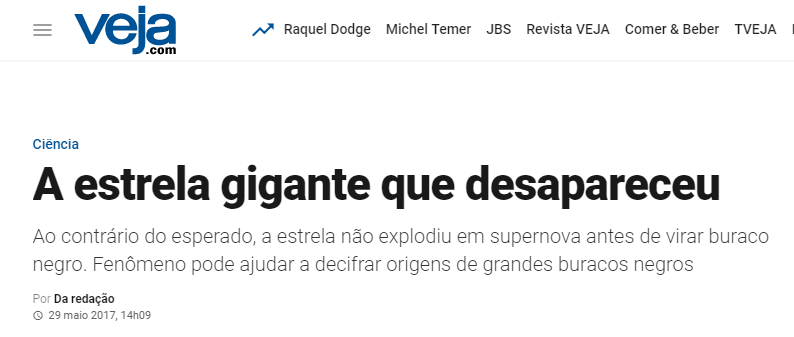 veja
.com
Raquel Dodge Michel Temer JBS Revista VEJA Comer & Beber TVEJA
Ciência
A estrela gigante que desapareceu
Ao contrário do esperado, a estrela não explodiu em supernova antes de virar buraco
negro. Fenômeno pode ajudar a decifrar origens de grandes buracos negros
Por Da redação
29 maio 2017, 14h09